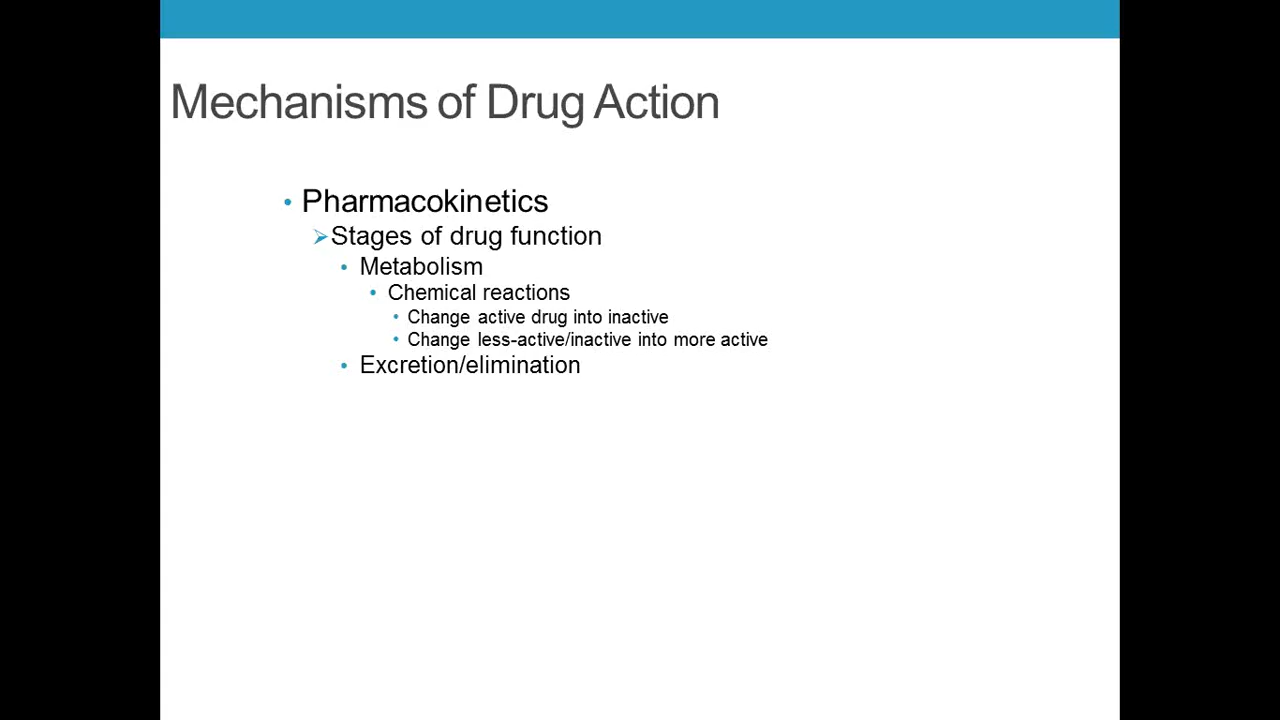 Mechanisms of Drug Action
• Pharmacokinetics
➢Stages of drug function
• Metabolism
• Chemical reactions
• Change active drug into inactive
• Change less-active/inactive into more active
• Excretion/elimination